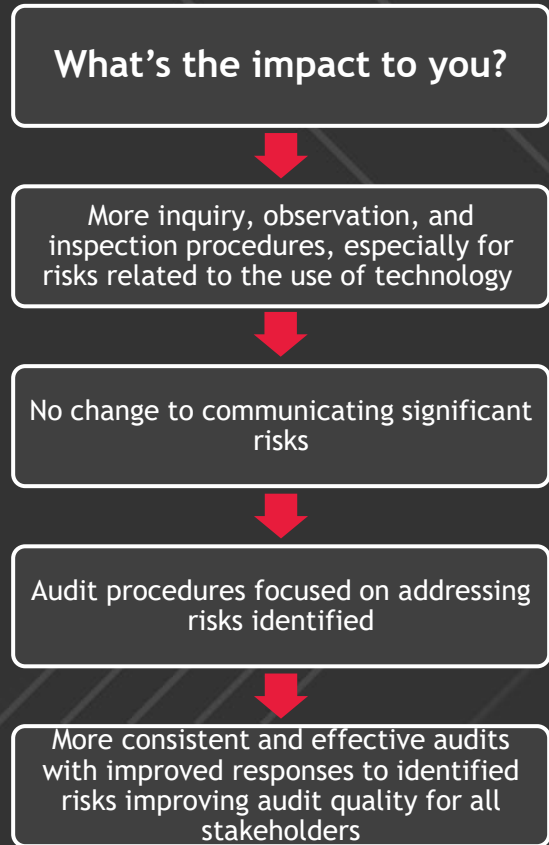 What’s the impact to you?
More inquiry, observation, and
inspection procedures, especially for
risks related to the use of technology
No change to communicating significant
risks
Audit procedures focused on addressing
risks identified
More consistent and effective audits
with improved responses to identified
risks improving audit quality for all
stakeholders